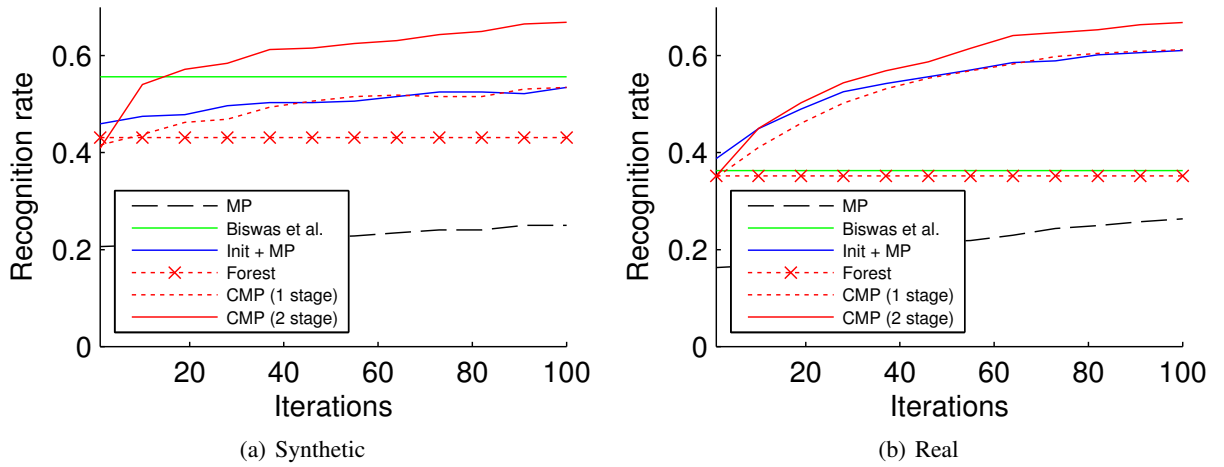 Recognition rate
0.6
0.4
0.2
0
MP
Biswas et al.
Init + MP
Forest
CMP (1 stage)
CMP (2 stage)
20 40 60 80 100
Iterations
(a) Synthetic
Recognition rate
0.6
0.4
0.2
0
MP
Biswas et al.
Init + MP
Forest
CMP (1 stage)
CMP (2 stage)
20 40 60 80 100
Iterations
(b) Real